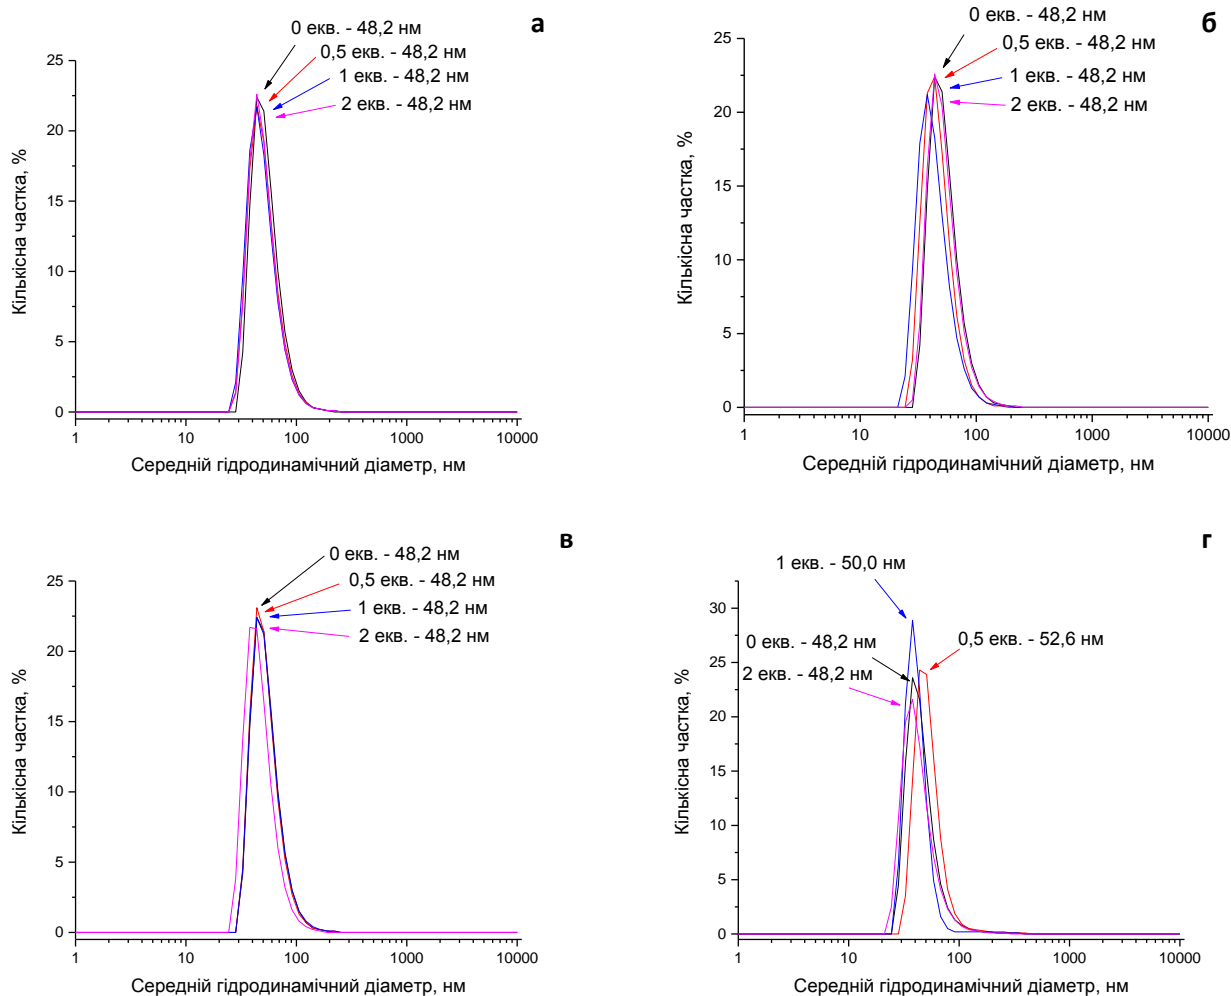 а
0 екв. - 48,2 нм
0,5 екв. - 48,2 нм
1 екв. - 48,2 нм
2 екв. - 48,2 нм
Кількісна частка, %
25
20
15
10
5
0
1 10 100 1000 10000
Середній гідродинамічний діаметр, нм
б
0 екв. - 48,2 нм
0,5 екв. - 48,2 нм
1 екв. - 48,2 нм
2 екв. - 48,2 нм
Кількісна частка, %
25
20
15
10
5
0
1 10 100 1000 10000
Середній гідродинамічний діаметр, нм
в
0 екв. - 48,2 нм
0,5 екв. - 48,2 нм
1 екв. - 48,2 нм
2 екв. - 48,2 нм
Кількісна частка, %
25
20
15
10
5
0
1 10 100 1000 10000
Середній гідродинамічний діаметр, нм
г
1 екв. - 50,0 нм
0,5 екв. - 52,6 нм
0 екв. - 48,2 нм
2 екв. - 48,2 нм
Кількісна частка, %
30
25
20
15
10
5
0
1 10 100 1000 10000
Середній гідродинамічний діаметр, нм